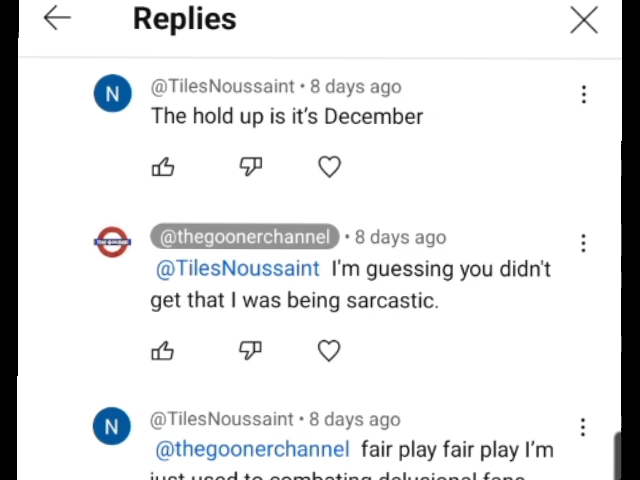 Replies
@TilesNoussaint • 8 days ago
N
The hold up is it’s December
@thegoonerchannel • 8 days ago
@TilesNoussaint I'm guessing you didn't
get that I was being sarcastic.
@TilesNoussaint • 8 days ago
N
@thegoonerchannel fair play fair play I’m
just used to combating delusional fans